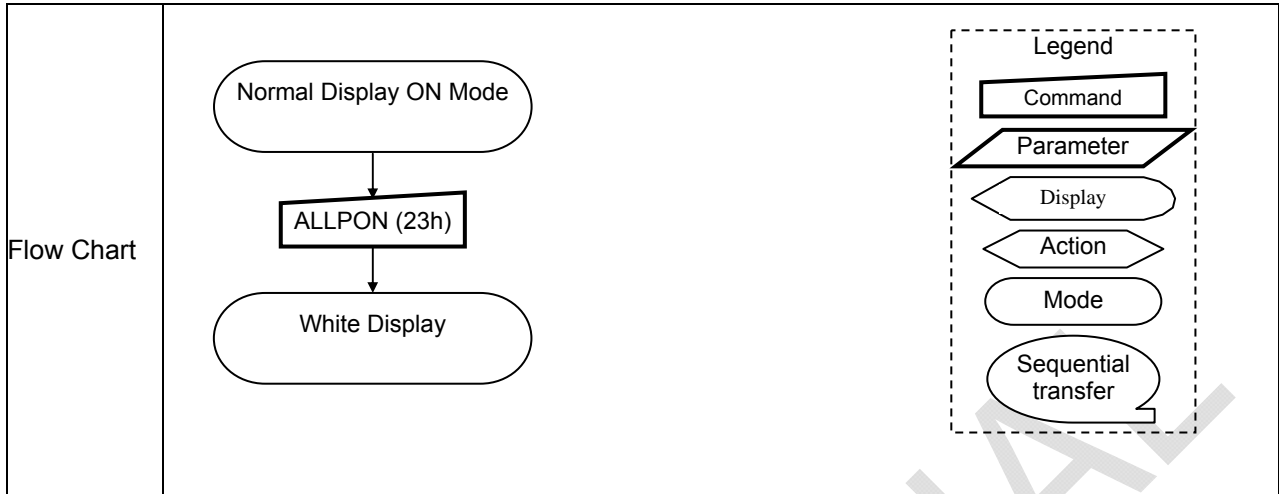 Flow Chart
Normal Display ON Mode
ALLPON (23h)
White Display
Legend
Command
Parameter
Display
Action
Mode
Sequential
transfer